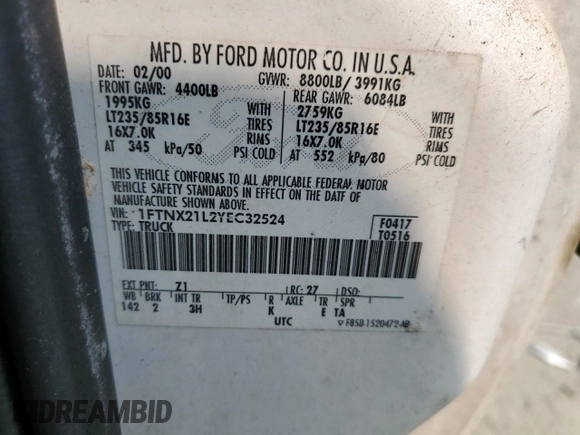 MFD. BY FORD MOTOR CO. IN U.S.A.
DATE: 02/00 GVWR: 8800LB/ 3991KG
FRONT GAWR: 4400LB REAR GAWR: 6084LB
1995KG WITH 2759KG WITH
LT235/85R16E TIRES LT235/85R16E TIRES
16X7.0K RIMS 16X7.0K RIMS
AT 345 kPa/50 PSI COLD AT 552 kPa/80 PSI COLD
THIS VEHICLE CONFORMS TO ALL APPLICABLE FEDERAL MOTOR
VEHICLE SAFETY STANDARDS IN EFFECT ON THE DATE OF
MANUFACTURE SHOWN ABOVE.
VIN: 1FTNX21L2YEC32524 F0417
TYPE: TRUCK T0516
EXT PNT: Z1 RC: 27 DSO:
WB BRK INT TR TP/PS R AXLE TR SPR
142 2 3H K E TA
UTC F85B-1520472-AB
DREAMBID